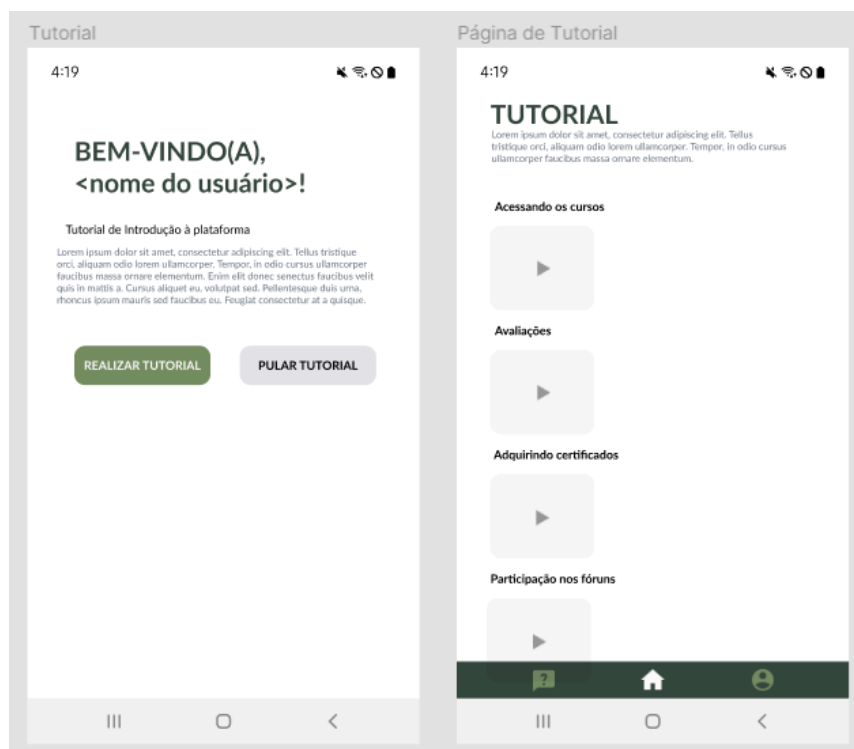 Tutorial
4:19
BEM-VINDO(A),
<nome do usuário>!
Tutorial de Introdução à plataforma
Lorem ipsum dolor sit amet, consectetur adipiscing elit. Tellus tristique
orci, aliquam odio lorem ullamcorper. Tempor, in odio cursus ullamcorper
faucibus massa ornare elementum. Enim elit donec senectus faucibus velit
quis in mattis a. Cursus aliquet eu, volutpat sed. Pellentesque duis urna,
rhoncus ipsum mauris sed faucibus eu. Feugiat consectetur at a quisque.
REALIZAR TUTORIAL
PULAR TUTORIAL
Página de Tutorial
4:19
TUTORIAL
Lorem ipsum dolor sit amet, consectetur adipiscing elit. Tellus
tristique orci, aliquam odio lorem ullamcorper. Tempor, in odio cursus
ullamcorper faucibus massa ornare elementum.
Acessando os cursos
Avaliações
Adquirindo certificados
Participação nos fóruns
?